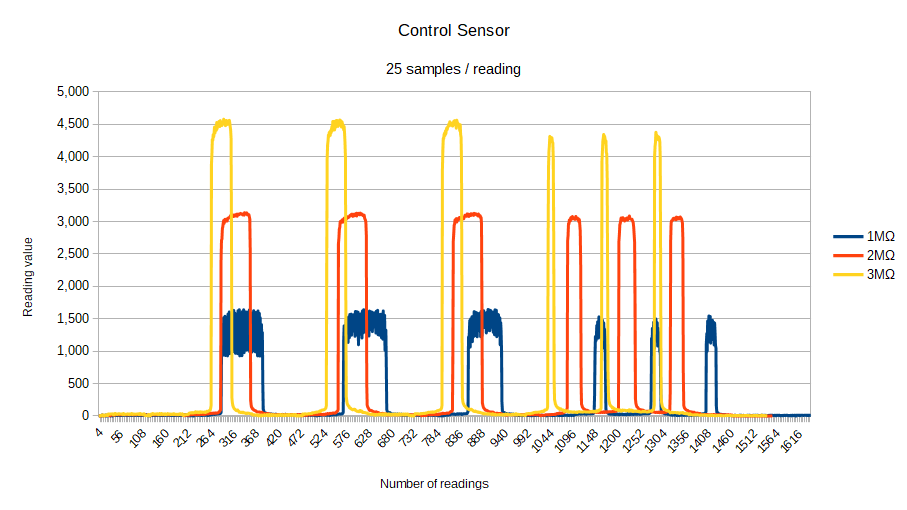 Control Sensor
25 samples / reading
5,000
4,500
4,000
3,500
3,000
2,500
2,000
1,500
1,000
500
0
Reading value
1MΩ
2MΩ
3MΩ
4 56 108 160 212 264 316 368 420 472 524 576 628 680 732 784 836 888 940 992 1044 1096 1148 1200 1252 1304 1356 1408 1460 1512 1564 1616
Number of readings